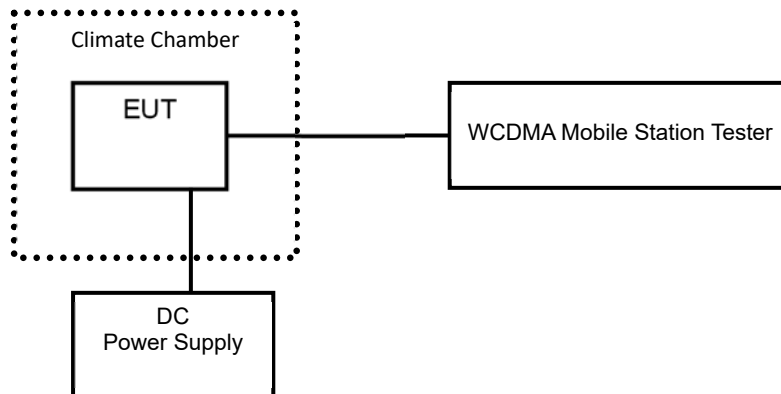 Climate Chamber
EUT
WCDMA Mobile Station Tester
DC
Power Supply